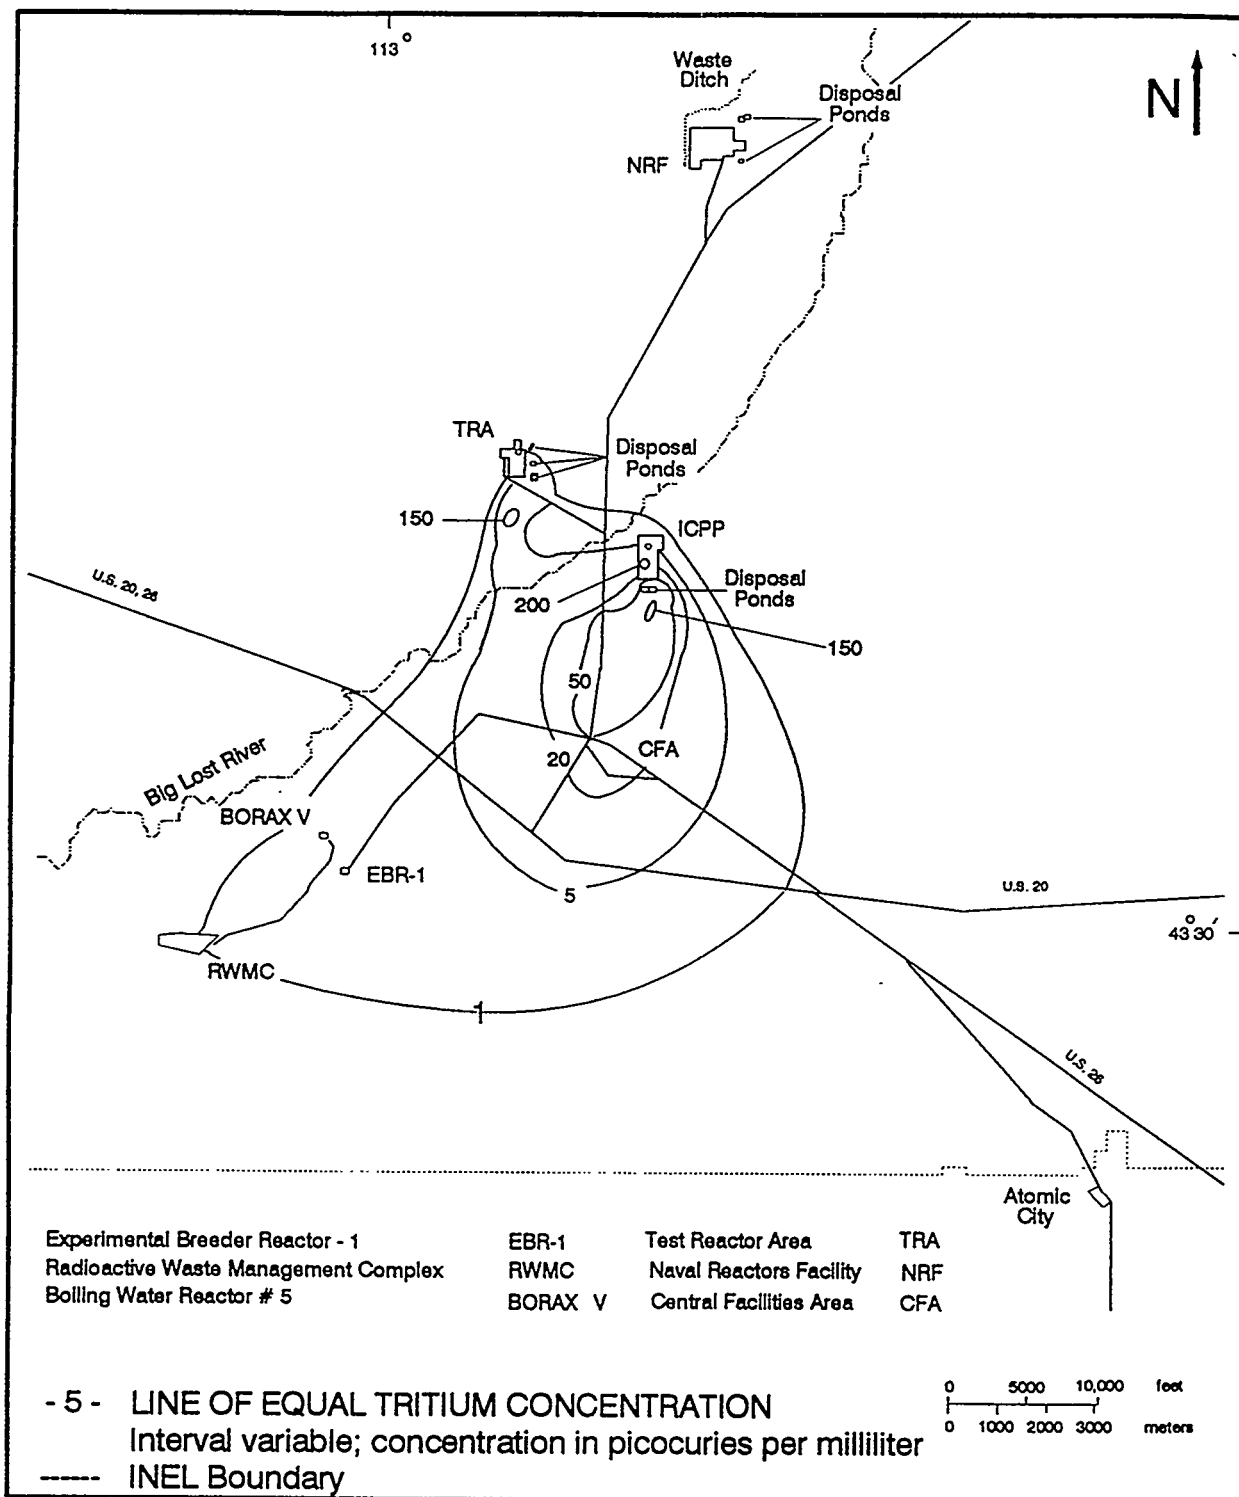 113°
Waste
Ditch
Disposal
Ponds
N
NRF
TRA
Disposal
Ponds
150
ICPP
U.S. 20, 26
200
Disposal
Ponds
150
50
CFA
20
Big Lost River
BORAX V
EBR-1
5
U.S. 20
43°30'
RWMC
1
U.S. 26
Atomic
City
Experimental Breeder Reactor - 1 EBR-1 Test Reactor Area TRA
Radioactive Waste Management Complex RWMC Naval Reactors Facility NRF
Boiling Water Reactor # 5 BORAX V Central Facilities Area CFA
0 5000 10,000 feet
0 1000 2000 3000 meters
- 5 - LINE OF EQUAL TRITIUM CONCENTRATION
Interval variable; concentration in picocuries per milliliter
------ INEL Boundary